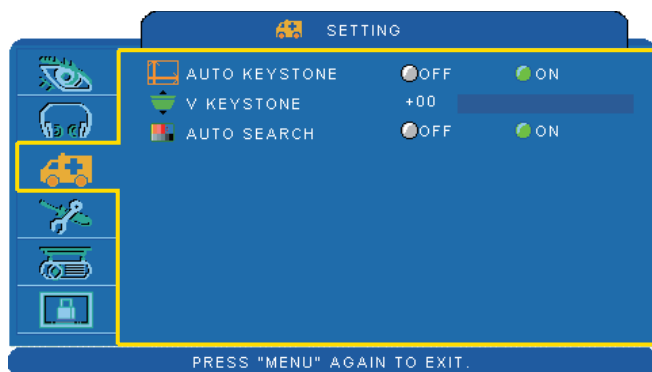 SETTING
AUTO KEYSTONE OFF ON
V KEYSTONE +00
AUTO SEARCH OFF ON
PRESS "MENU" AGAIN TO EXIT.